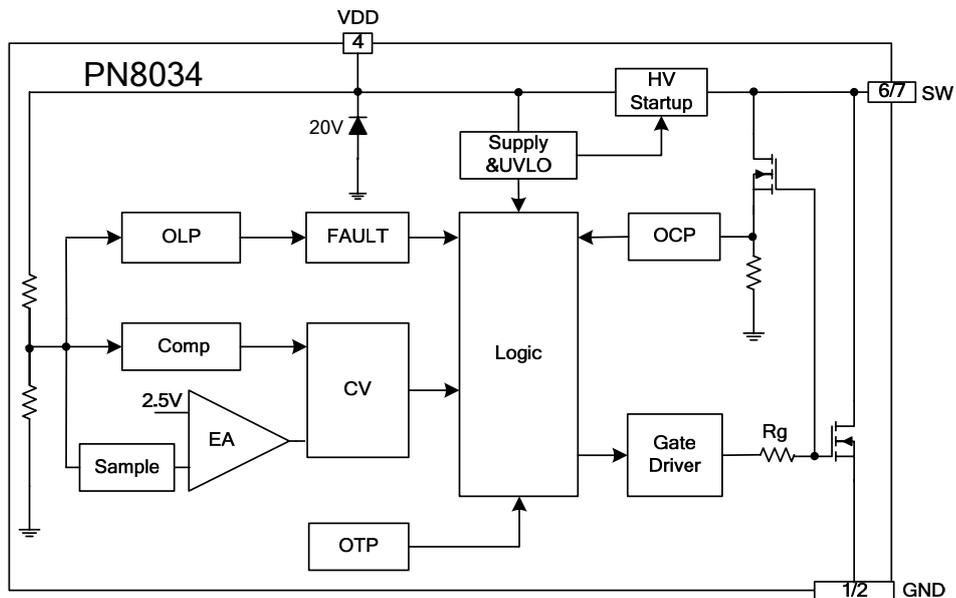 VDD
4
PN8034
HV
Startup
6/7
SW
20V
Supply
&UVLO
OLP
FAULT
OCP
Comp
Logic
CV
2.5V
EA
Sample
Gate
Driver
Rg
OTP
1/2
GND